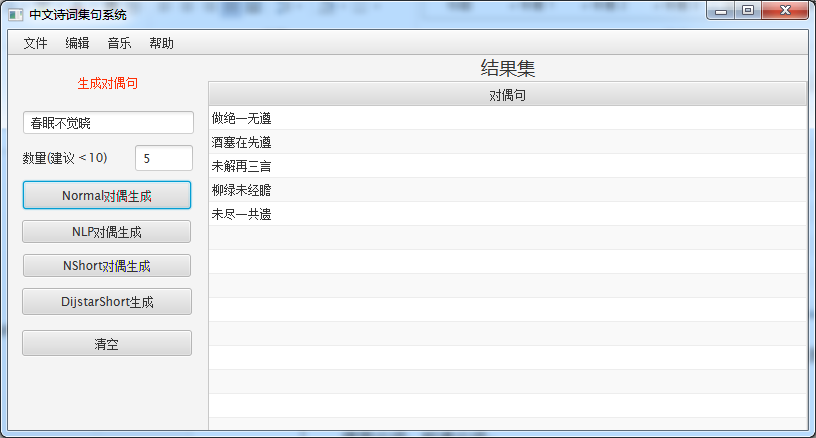 中文诗词集句系统
文件 编辑 音乐 帮助
生成对偶句
春眠不觉晓
数量(建议 <10) 5
Normal对偶生成
NLP对偶生成
NShort对偶生成
DijstarShort生成
清空
结果集
对偶句
做绝一无遵
酒塞在先遵
未解再三言
柳绿未经瞻
未尽一共遗